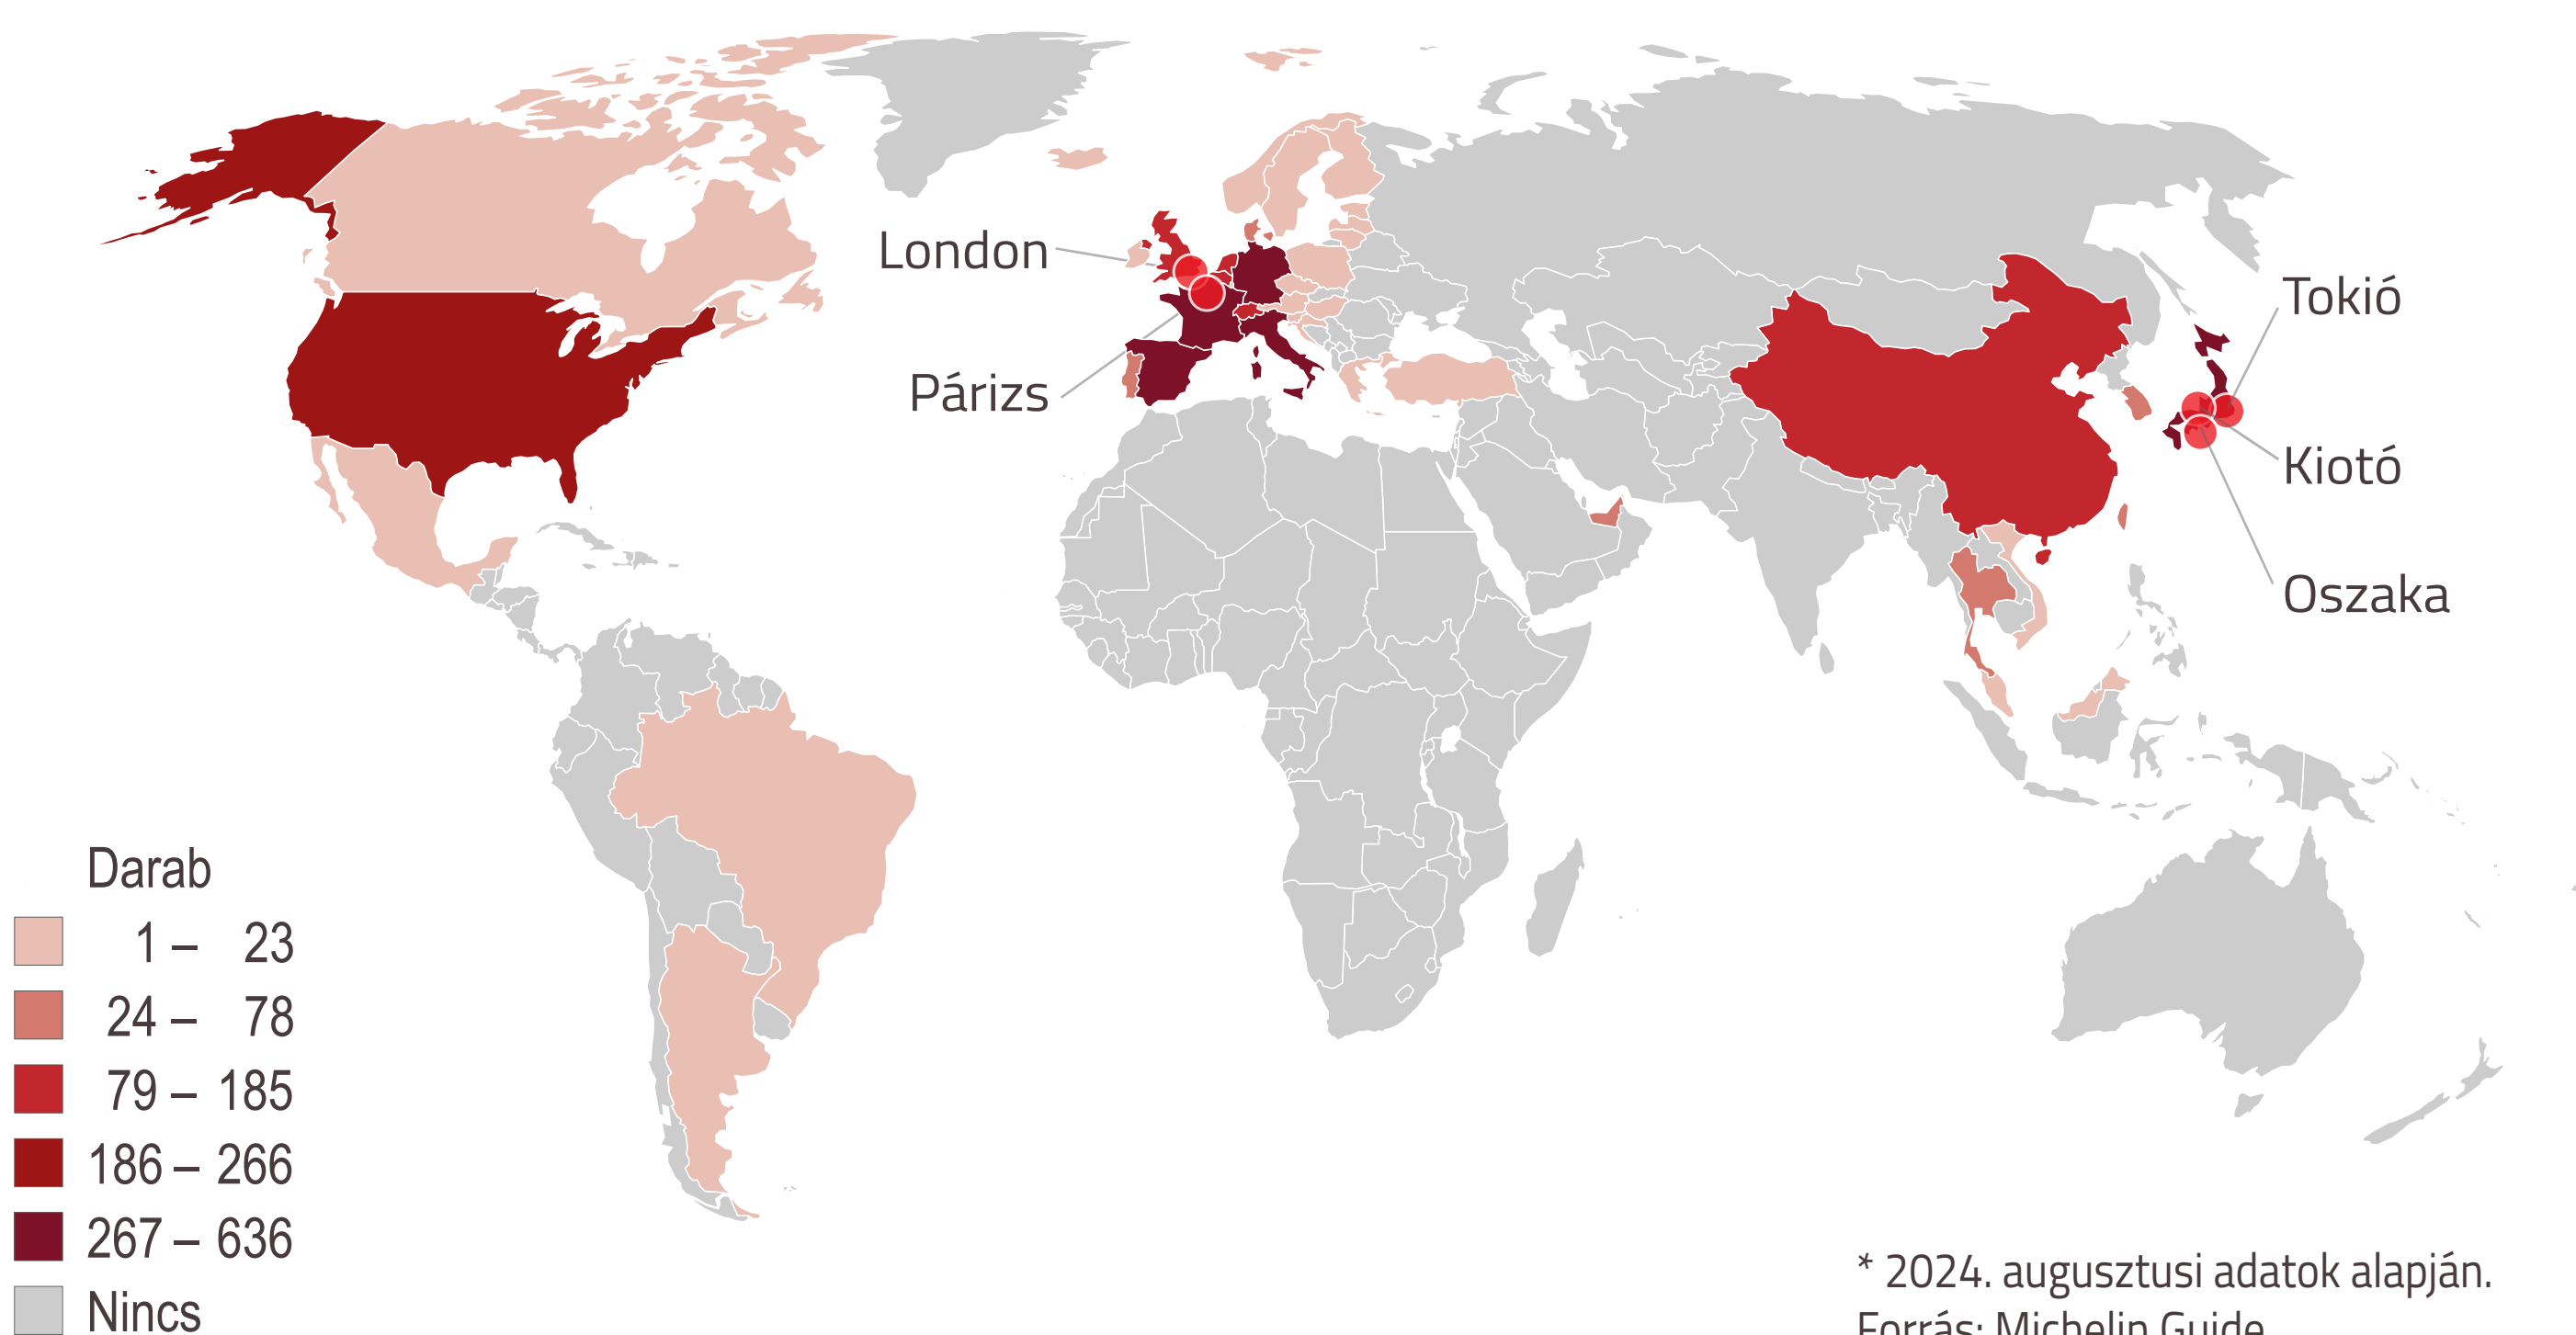 London
Párizs
Tokió
Kiotó
Oszaka
Darab
1 – 23
24 – 78
79 – 185
186 – 266
267 – 636
Nincs
* 2024. augusztusi adatok alapján.
Forrás: Michelin Guide